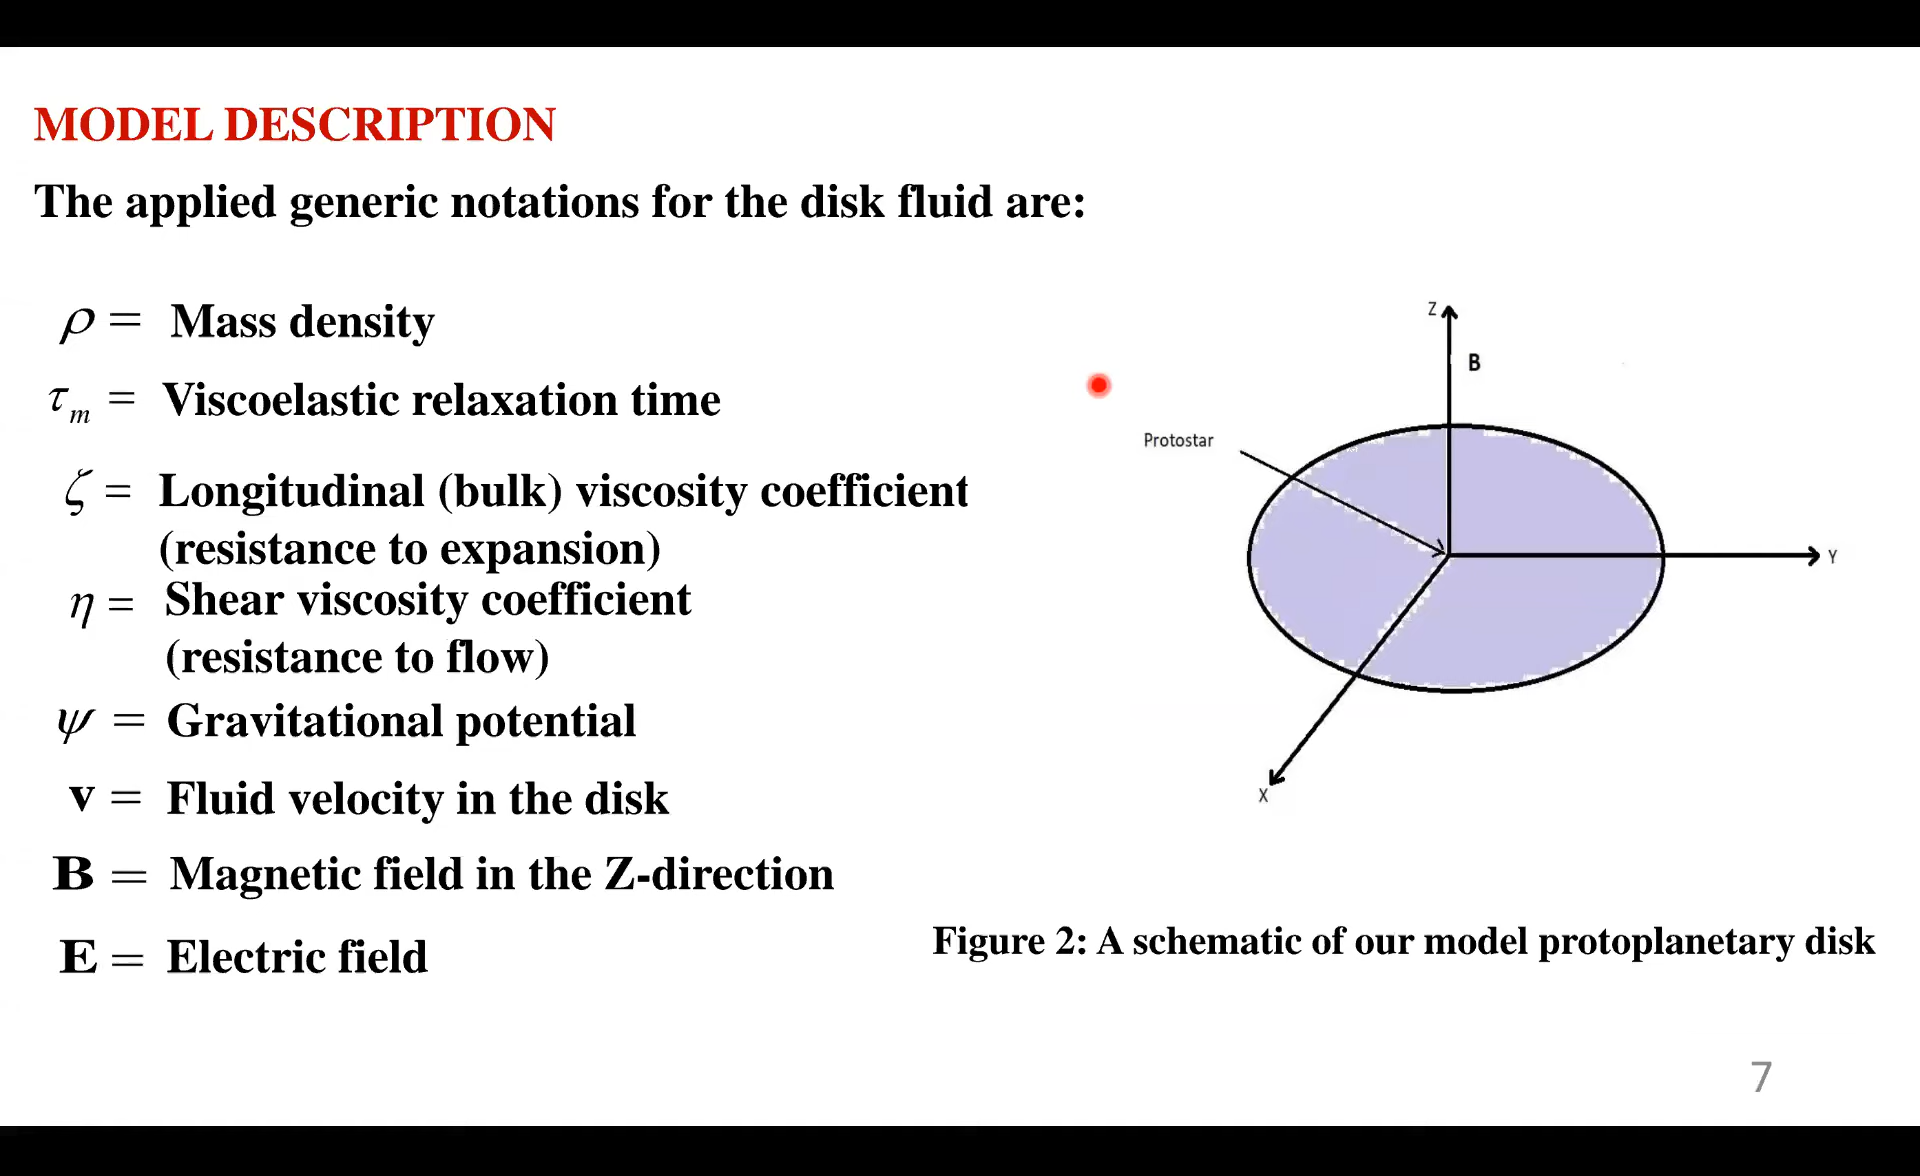 MODEL DESCRIPTION
The applied generic notations for the disk fluid are:
ρ = Mass density
τm = Viscoelastic relaxation time
ζ = Longitudinal (bulk) viscosity coefficient
(resistance to expansion)
η = Shear viscosity coefficient
(resistance to flow)
ψ = Gravitational potential
v = Fluid velocity in the disk
B = Magnetic field in the Z-direction
E = Electric field
Z
B
Protostar
Y
X
Figure 2: A schematic of our model protoplanetary disk
7